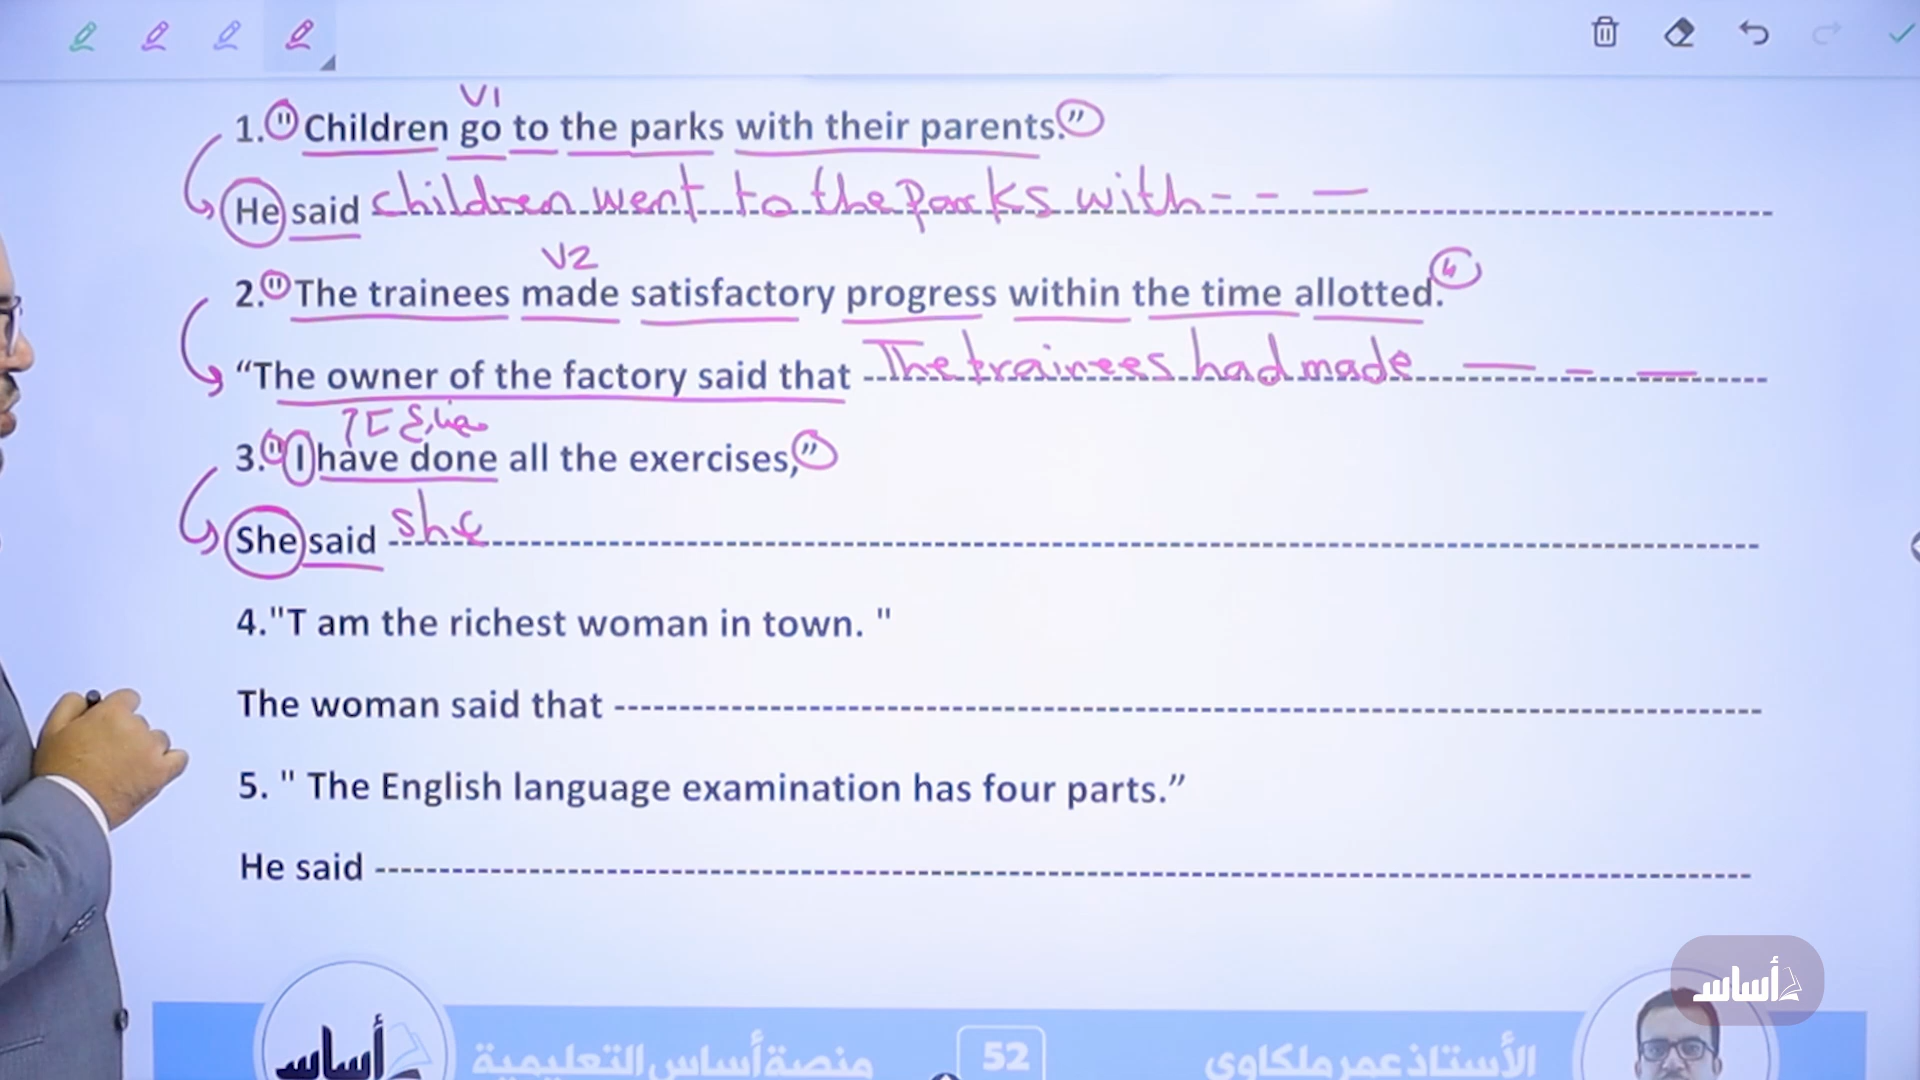 V1
1." Children go to the parks with their parents."
He said children went to the Parks with - - —
V2
2." The trainees made satisfactory progress within the time allotted."
“The owner of the factory said that The trainees had made — - —
3." I have done all the exercises,”
She said she
4."T am the richest woman in town. "
The woman said that
5. " The English language examination has four parts.”
He said
أساس
أساس منصة أساس التعليمية 52 الأستاذ عمر ملكاوي